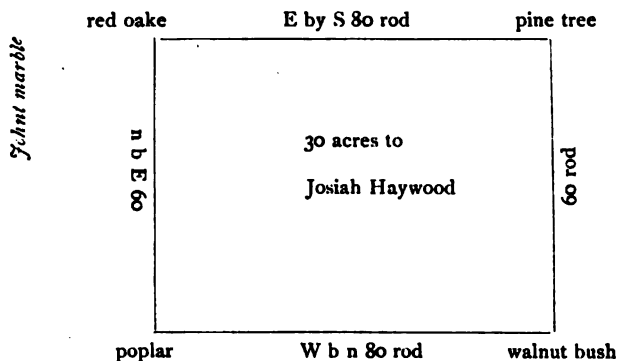 red oake E by S 80 rod pine tree
Johnt marble
n b E 60
30 acres to
Josiah Haywood
60 rod
poplar W b n 80 rod walnut bush